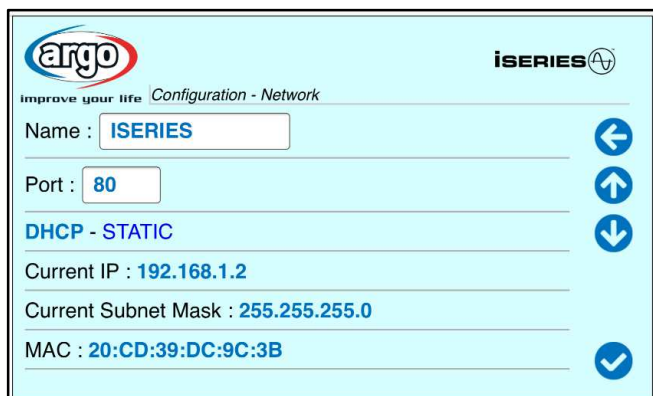 argo
improve your life
iSERIES
Configuration - Network
Name : ISERIES
Port : 80
DHCP - STATIC
Current IP : 192.168.1.2
Current Subnet Mask : 255.255.255.0
MAC : 20:CD:39:DC:9C:3B